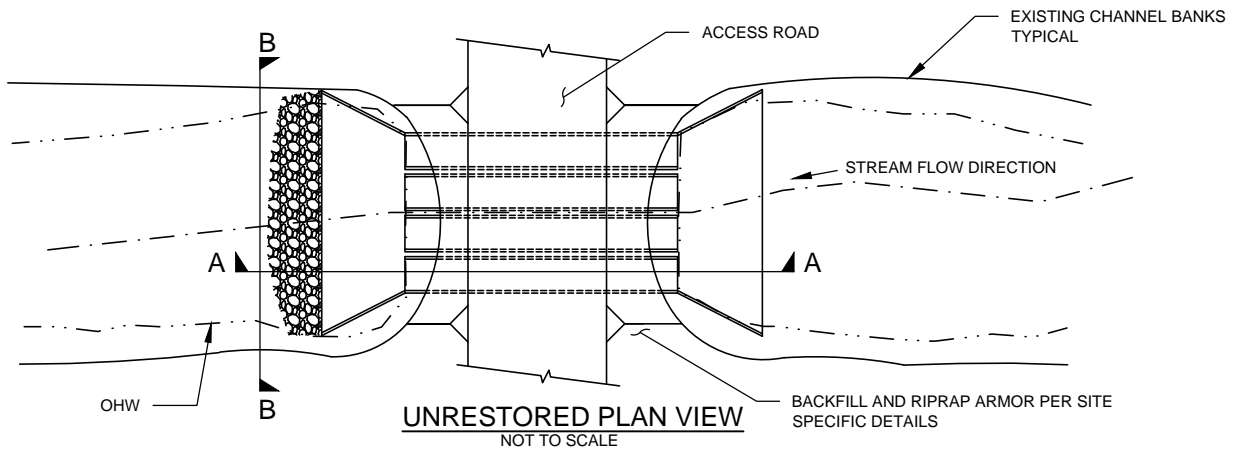 B
ACCESS ROAD
EXISTING CHANNEL BANKS
TYPICAL
STREAM FLOW DIRECTION
A
A
OHW
B
BACKFILL AND RIPRAP ARMOR PER SITE
SPECIFIC DETAILS
UNRESTORED PLAN VIEW
NOT TO SCALE